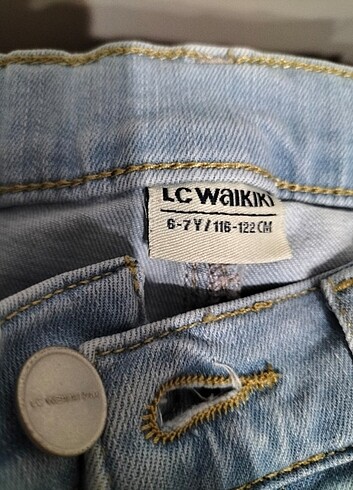 LC WAIKIKI
6-7 Y / 116-122 CM